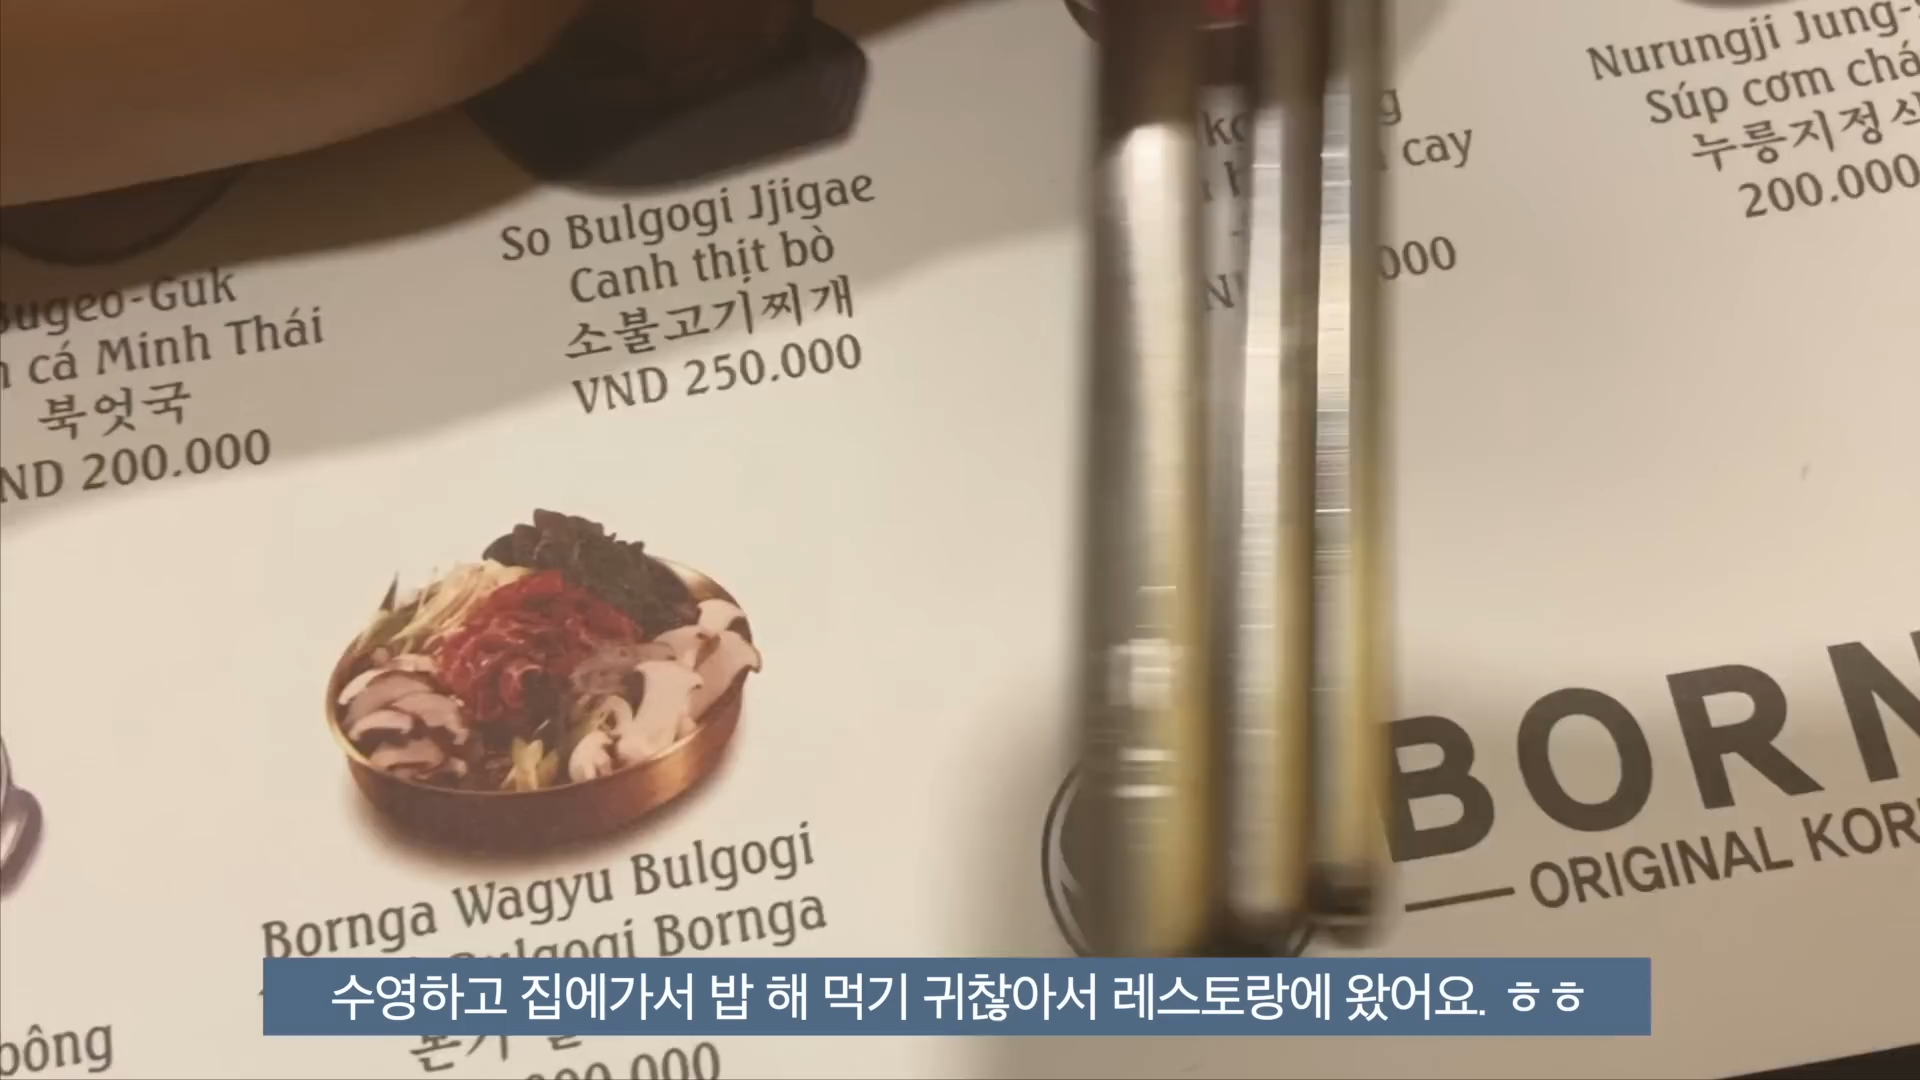 Bugeo-Guk
cá Minh Thái
북엇국
VND 200.000
So Bulgogi Jjigae
Canh thịt bò
소불고기찌개
VND 250.000
cay
000
Nurungji Jung-
Súp cơm chá
누릉지정식
200.000
Bornga Wagyu Bulgogi
Bulgogi Bornga
bông
BORN
ORIGINAL KOR
수영하고 집에가서 밥 해 먹기 귀찮아서 레스토랑에 왔어요. ㅎㅎ